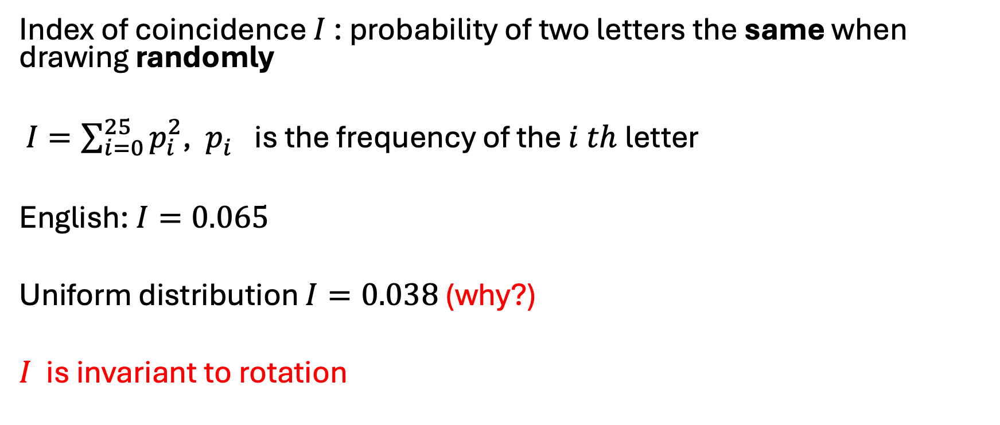 Index of coincidence I : probability of two letters the same when
drawing randomly
I = ∑_{i=0}^{25} p_i^2, p_i is the frequency of the i th letter
English: I = 0.065
Uniform distribution I = 0.038 (why?)
I is invariant to rotation